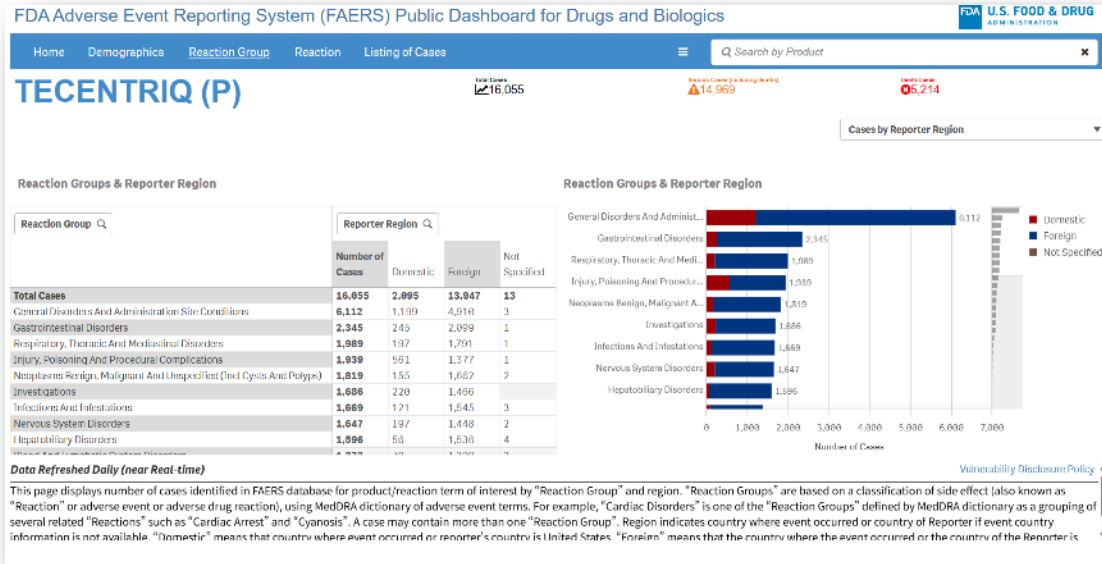 FDA Adverse Event Reporting System (FAERS) Public Dashboard for Drugs and Biologics
FDA U.S. FOOD & DRUG
ADMINISTRATION
Home Demographics Reaction Group Reaction Listing of Cases
Search by Product
TECENTRIQ (P)
Total Cases
16,055
Serious Cases (including deaths)
14,969
Death Cases
5,214
Cases by Reporter Region
Reaction Groups & Reporter Region
Reaction Group
Reporter Region
Number of Cases Domestic Foreign Not Specified
Total Cases 16,055 2,095 13,947 13
General Disorders And Administration Site Conditions 6,112 1,199 4,910 3
Gastrointestinal Disorders 2,345 245 2,099 1
Respiratory, Thoracic And Mediastinal Disorders 1,989 197 1,791 1
Injury, Poisoning And Procedural Complications 1,939 561 1,377 1
Neoplasms Benign, Malignant And Unspecified (Incl Cysts And Polyps) 1,819 155 1,662 2
Investigations 1,686 220 1,466
Infections And Infestations 1,669 121 1,545 3
Nervous System Disorders 1,647 197 1,448 2
Hepatobiliary Disorders 1,596 56 1,536 4
Reaction Groups & Reporter Region
General Disorders And Administ... 6,112
Gastrointestinal Disorders 2,345
Respiratory, Thoracic And Medi... 1,989
Injury, Poisoning And Procedur... 1,939
Neoplasms Benign, Malignant A... 1,819
Investigations 1,686
Infections And Infestations 1,669
Nervous System Disorders 1,647
Hepatobiliary Disorders 1,596
0 1,000 2,000 3,000 4,000 5,000 6,000 7,000
Number of Cases
Domestic
Foreign
Not Specified
Data Refreshed Daily (near Real-time)
Vulnerability Disclosure Policy
This page displays number of cases identified in FAERS database for product/reaction term of interest by "Reaction Group" and region. "Reaction Groups" are based on a classification of side effect (also known as
"Reaction" or adverse event or adverse drug reaction), using MedDRA dictionary of adverse event terms. For example, "Cardiac Disorders" is one of the "Reaction Groups" defined by MedDRA dictionary as a grouping of
several related "Reactions" such as "Cardiac Arrest" and "Cyanosis". A case may contain more than one "Reaction Group". Region indicates country where event occurred or country of Reporter if event country
information is not available. "Domestic" means that country where event occurred or reporter's country is United States. "Foreign" means that the country where the event occurred or the country of the Reporter is